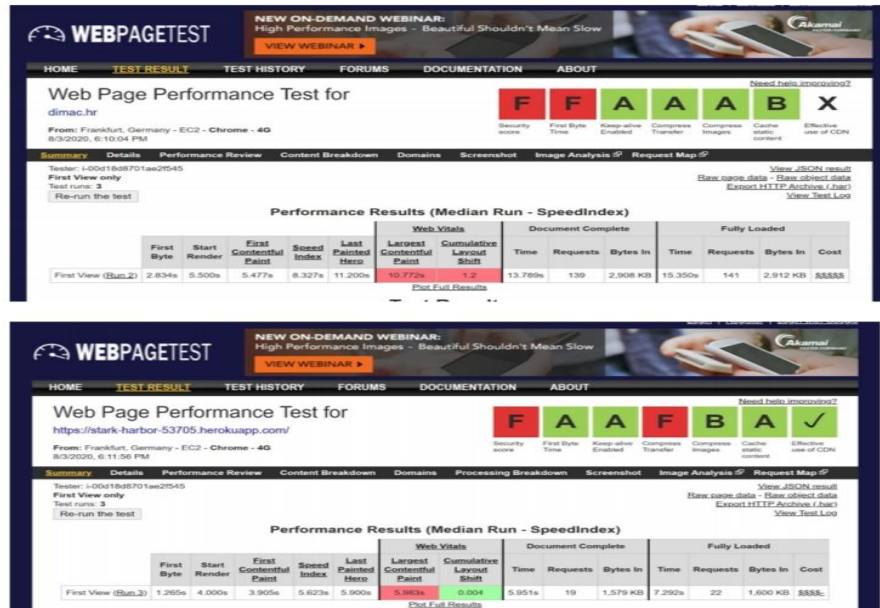 WEBPAGETEST
NEW ON-DEMAND WEBINAR:
High Performance Images - Beautiful Shouldn't Mean Slow
VIEW WEBINAR ▶
Akamai
HOME TEST RESULT TEST HISTORY FORUMS DOCUMENTATION ABOUT
Need help improving?
Web Page Performance Test for
dimac.hr
From: Frankfurt, Germany - EC2 - Chrome - 4G
8/3/2020, 6:10:04 PM
F F A A A B X
Security score First Byte Time Keep-alive Enabled Compress Transfer Compress Images Cache static content Effective use of CDN
Summary Details Performance Review Content Breakdown Domains Screenshot Image Analysis Request Map
Tester: i-00d18d8701ae2f545
First View only
Test runs: 3
Re-run the test
View JSON result
Raw page data - Raw object data
Export HTTP Archive (.har)
View Test Log
Performance Results (Median Run - SpeedIndex)
Web Vitals Document Complete Fully Loaded
First Byte Start Render First Contentful Paint Speed Index Last Painted Hero Largest Contentful Paint Cumulative Layout Shift Time Requests Bytes In Time Requests Bytes In Cost
First View (Run 2) 2.834s 5.500s 5.477s 8.327s 11.200s 10.772s 1.2 13.789s 139 2,908 KB 15.350s 141 2,912 KB $$$$$
Plot Full Results
WEBPAGETEST
NEW ON-DEMAND WEBINAR:
High Performance Images - Beautiful Shouldn't Mean Slow
VIEW WEBINAR ▶
Akamai
HOME TEST RESULT TEST HISTORY FORUMS DOCUMENTATION ABOUT
Need help improving?
Web Page Performance Test for
https://stark-harbor-53705.herokuapp.com/
From: Frankfurt, Germany - EC2 - Chrome - 4G
8/3/2020, 6:11:56 PM
F A A F B A ✓
Security score First Byte Time Keep-alive Enabled Compress Transfer Compress Images Cache static content Effective use of CDN
Summary Details Performance Review Content Breakdown Domains Processing Breakdown Screenshot Image Analysis Request Map
Tester: i-00d18d8701ae2f545
First View only
Test runs: 3
Re-run the test
View JSON result
Raw page data - Raw object data
Export HTTP Archive (.har)
View Test Log
Performance Results (Median Run - SpeedIndex)
Web Vitals Document Complete Fully Loaded
First Byte Start Render First Contentful Paint Speed Index Last Painted Hero Largest Contentful Paint Cumulative Layout Shift Time Requests Bytes In Time Requests Bytes In Cost
First View (Run 3) 1.265s 4.000s 3.905s 5.623s 5.900s 5.983s 0.004 5.951s 19 1,579 KB 7.292s 22 1,600 KB $$$$-
Plot Full Results